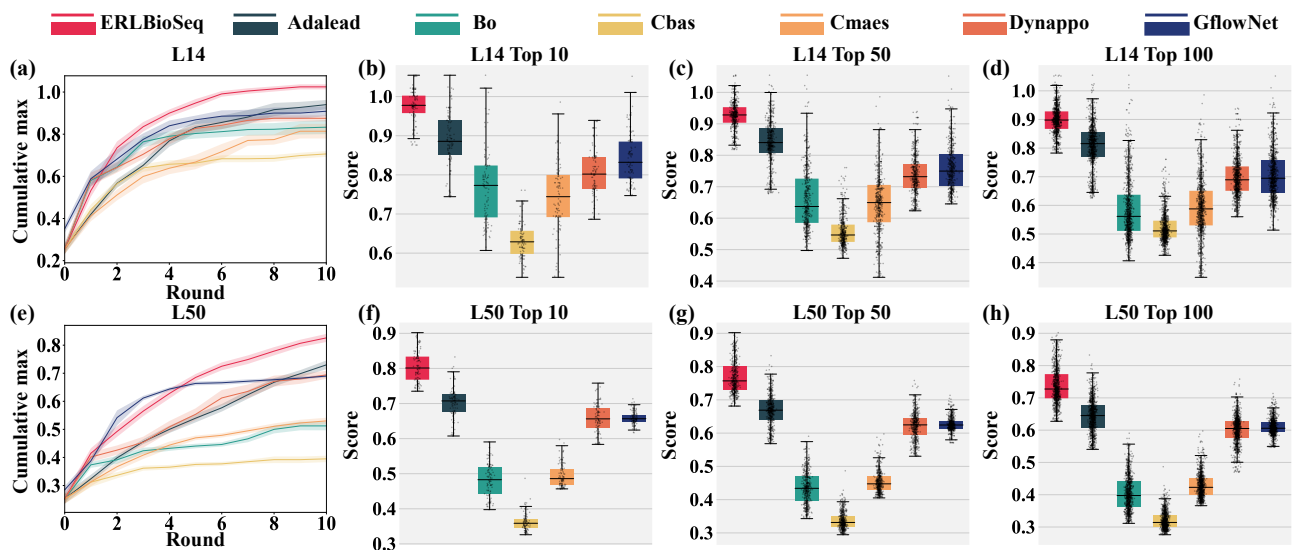 ERLBioSeq Adalead Bo Cbas Cmaes Dynappo GflowNet
(a) L14
Cumulative max
1.0
0.8
0.6
0.4
0.2
0 2 4 6 8 10
Round
(b) L14 Top 10
Score
1.0
0.9
0.8
0.7
0.6
(c) L14 Top 50
Score
1.0
0.9
0.8
0.7
0.6
0.5
0.4
(d) L14 Top 100
Score
1.0
0.9
0.8
0.7
0.6
0.5
0.4
(e) L50
Cumulative max
0.8
0.7
0.6
0.5
0.4
0.3
0 2 4 6 8 10
Round
(f) L50 Top 10
Score
0.9
0.8
0.7
0.6
0.5
0.4
0.3
(g) L50 Top 50
Score
0.9
0.8
0.7
0.6
0.5
0.4
0.3
(h) L50 Top 100
Score
0.9
0.8
0.7
0.6
0.5
0.4
0.3